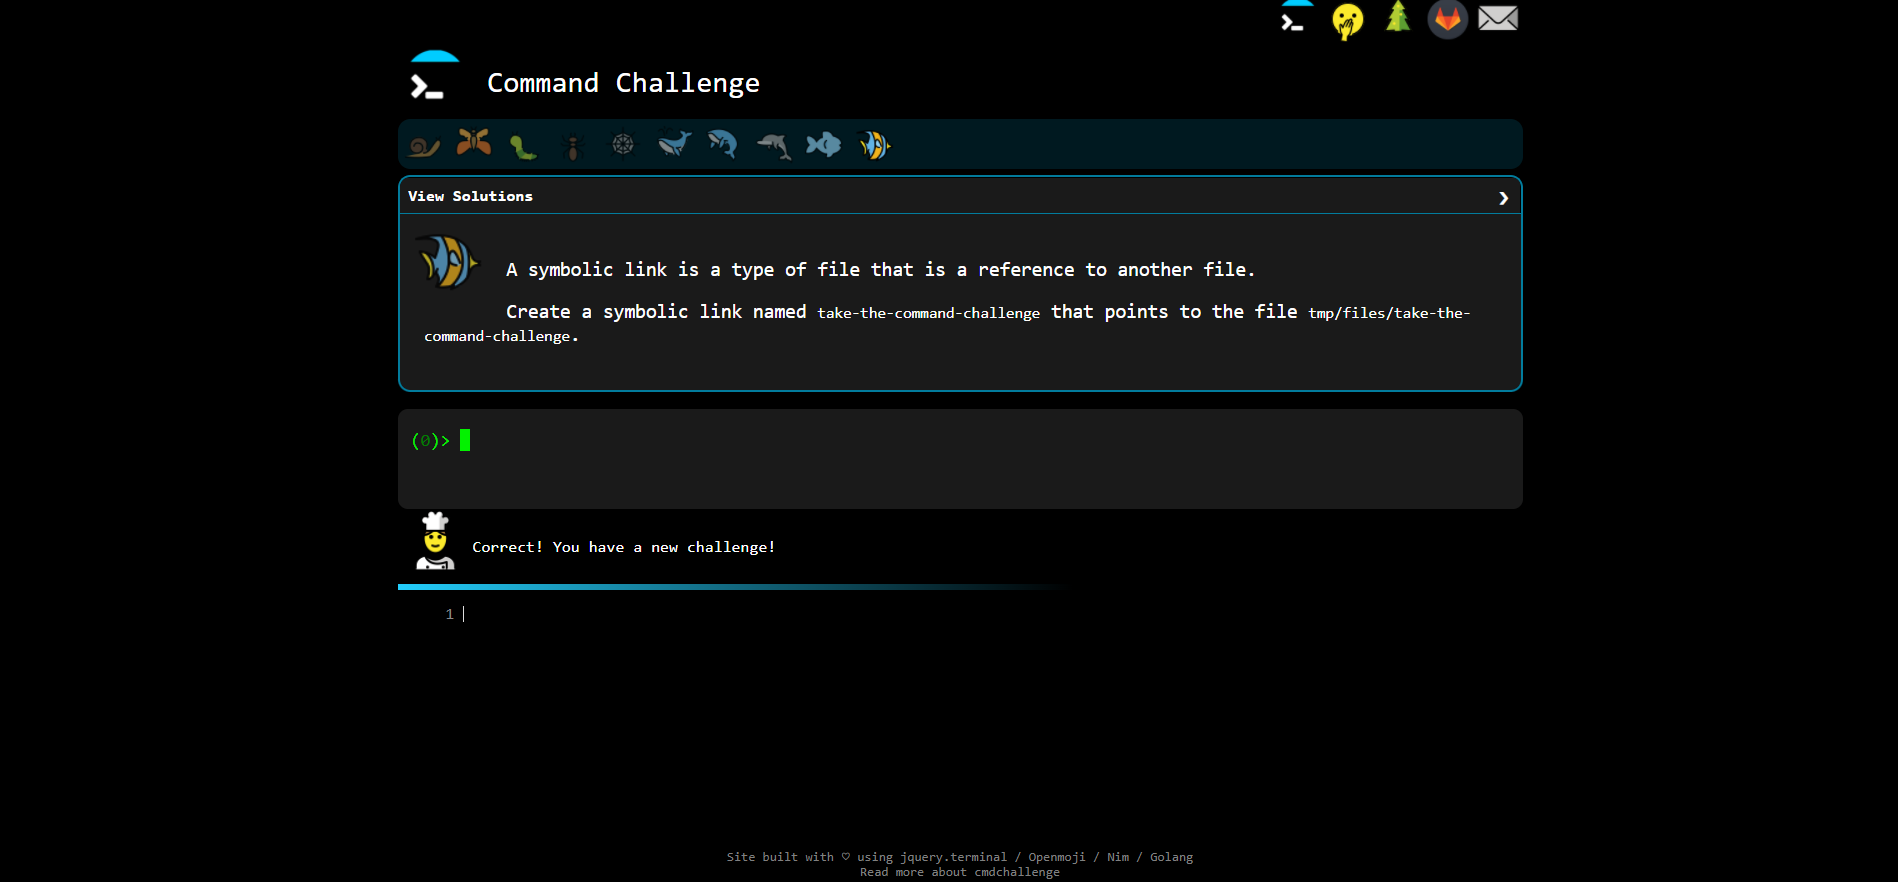 Command Challenge
View Solutions ❯
A symbolic link is a type of file that is a reference to another file.
Create a symbolic link named take-the-command-challenge that points to the file tmp/files/take-the-
command-challenge.
(0)>
Correct! You have a new challenge!
1
Site built with ♡ using jquery.terminal / Openmoji / Nim / Golang
Read more about cmdchallenge